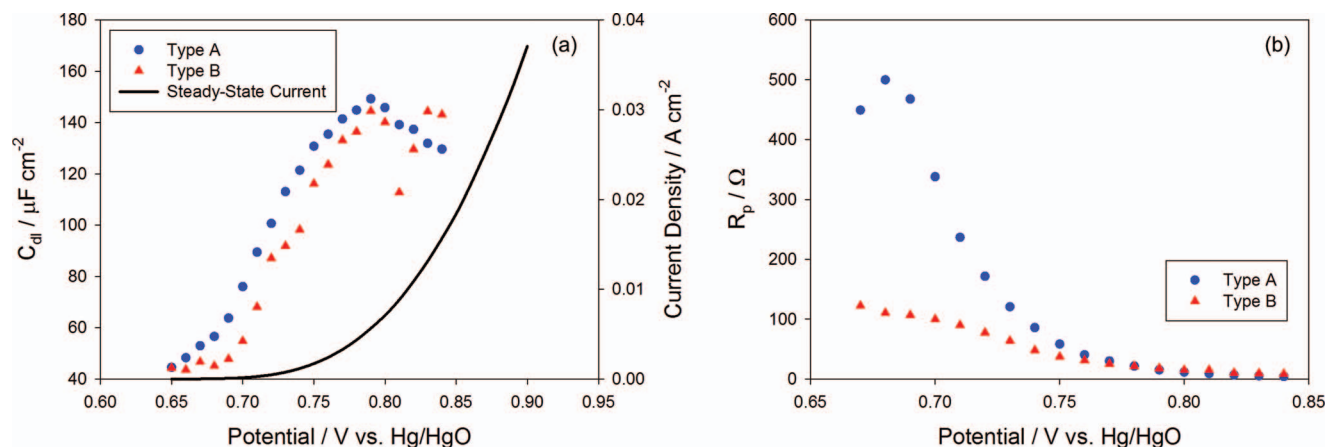 (a)
Type A
Type B
Steady-State Current
180
160
140
120
100
80
60
40
C_dl / μF cm⁻²
0.04
0.03
0.02
0.01
0.00
Current Density / A cm⁻²
0.60 0.65 0.70 0.75 0.80 0.85 0.90 0.95
Potential / V vs. Hg/HgO
(b)
600
500
400
300
200
100
0
R_p / Ω
Type A
Type B
0.65 0.70 0.75 0.80 0.85
Potential / V vs. Hg/HgO